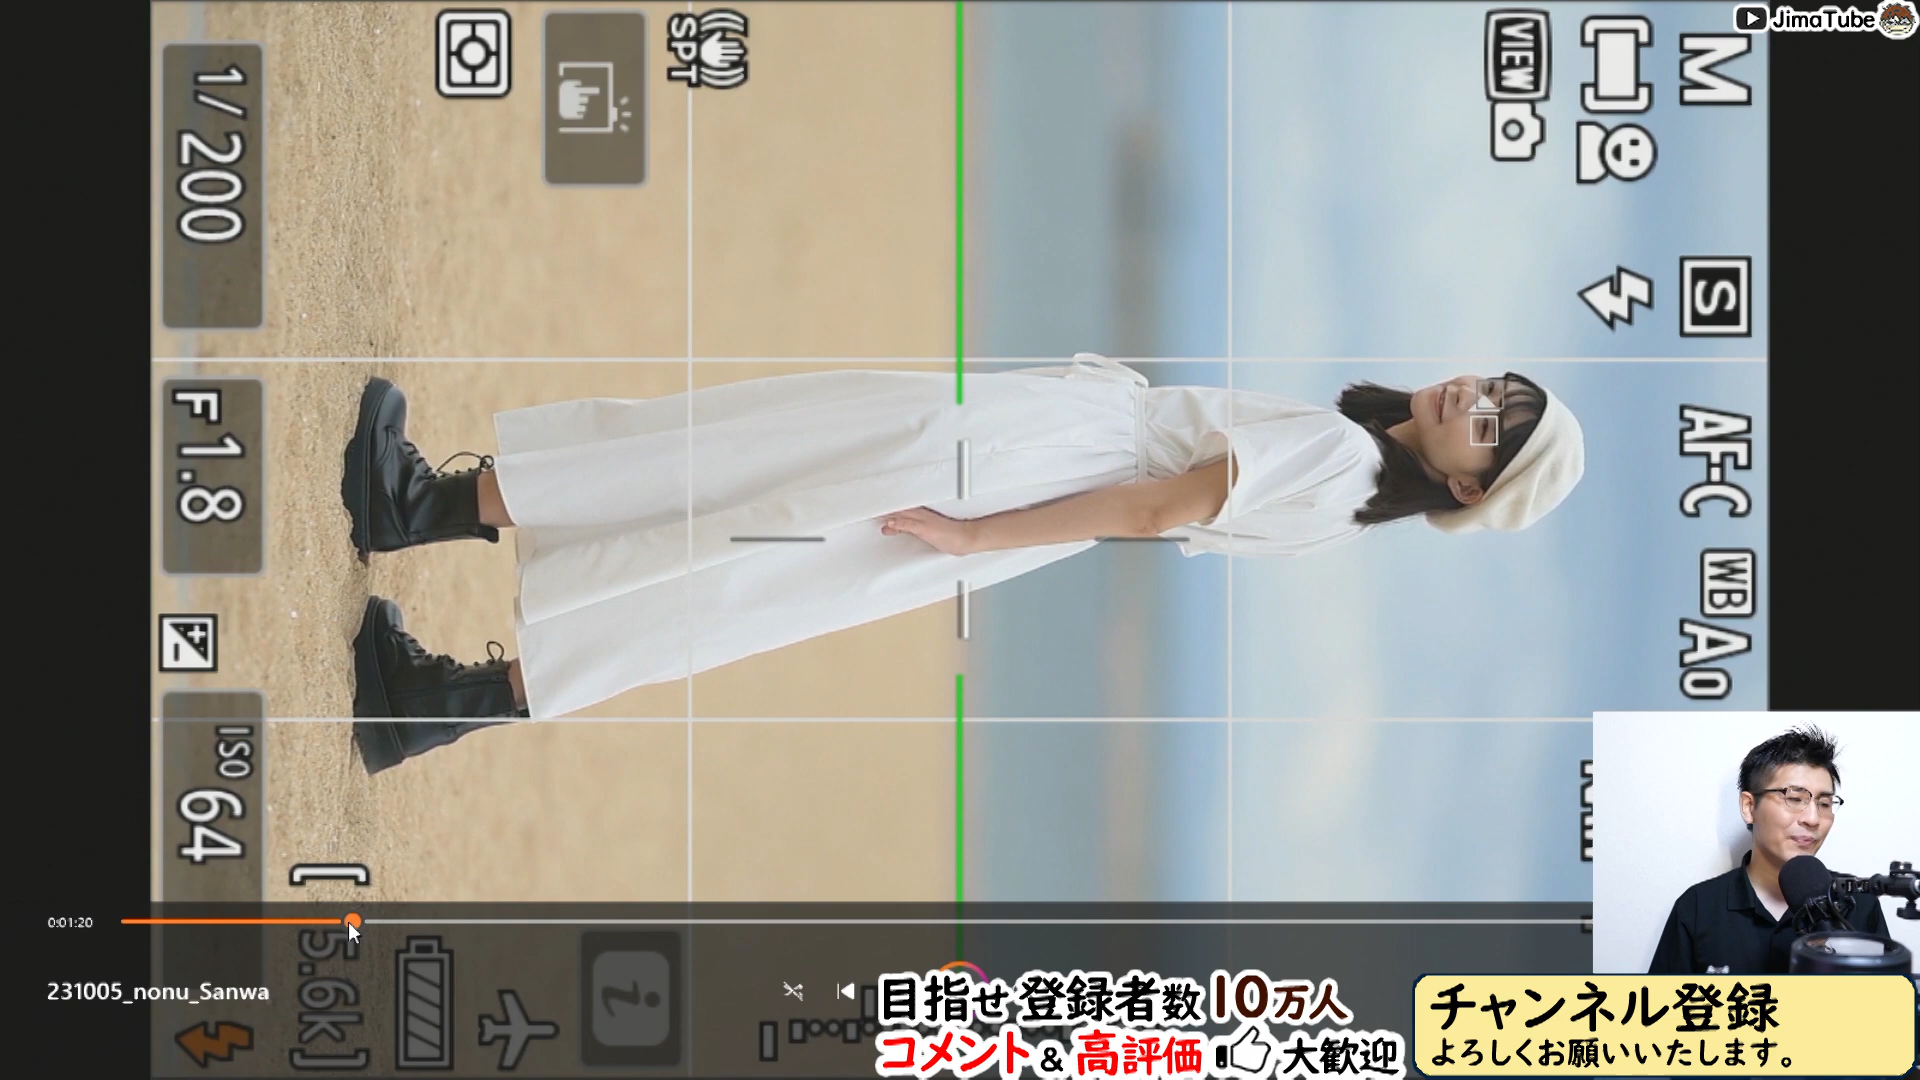 JimaTube
M
VIEW
S
AF-C
WB A0
SPT
1/200
F1.8
ISO 64
[5.6k]
i
0:01:20
231005_nonu_Sanwa
目指せ登録者数10万人
コメント&高評価👍大歓迎
チャンネル登録
よろしくお願いいたします。